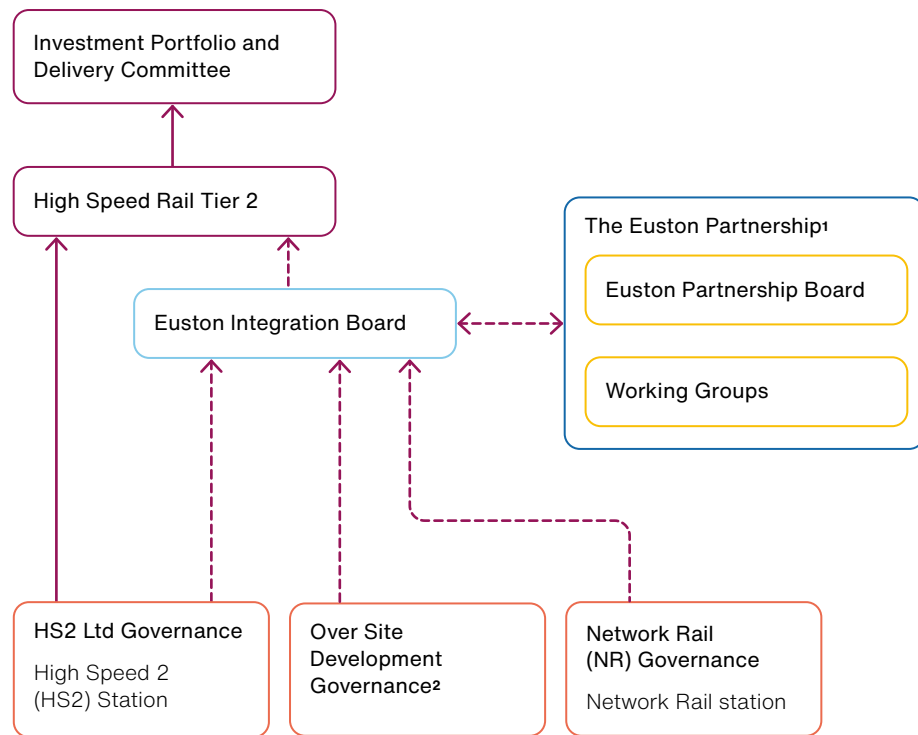 Investment Portfolio and
Delivery Committee
High Speed Rail Tier 2
The Euston Partnership¹
Euston Partnership Board
Euston Integration Board
Working Groups
HS2 Ltd Governance
High Speed 2
(HS2) Station
Over Site
Development
Governance²
Network Rail
(NR) Governance
Network Rail station